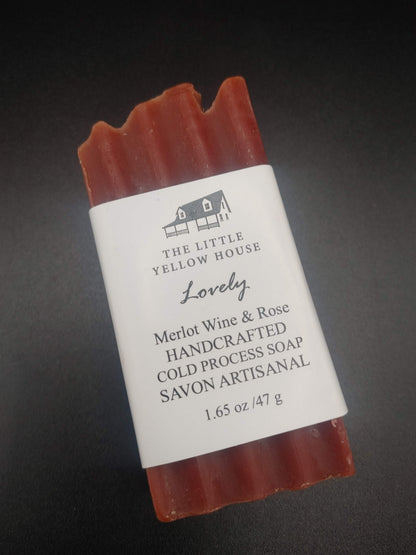 THE LITTLE
YELLOW HOUSE
Lovely
Merlot Wine & Rose
HANDCRAFTED
COLD PROCESS SOAP
SAVON ARTISANAL
1.65 oz /47 g